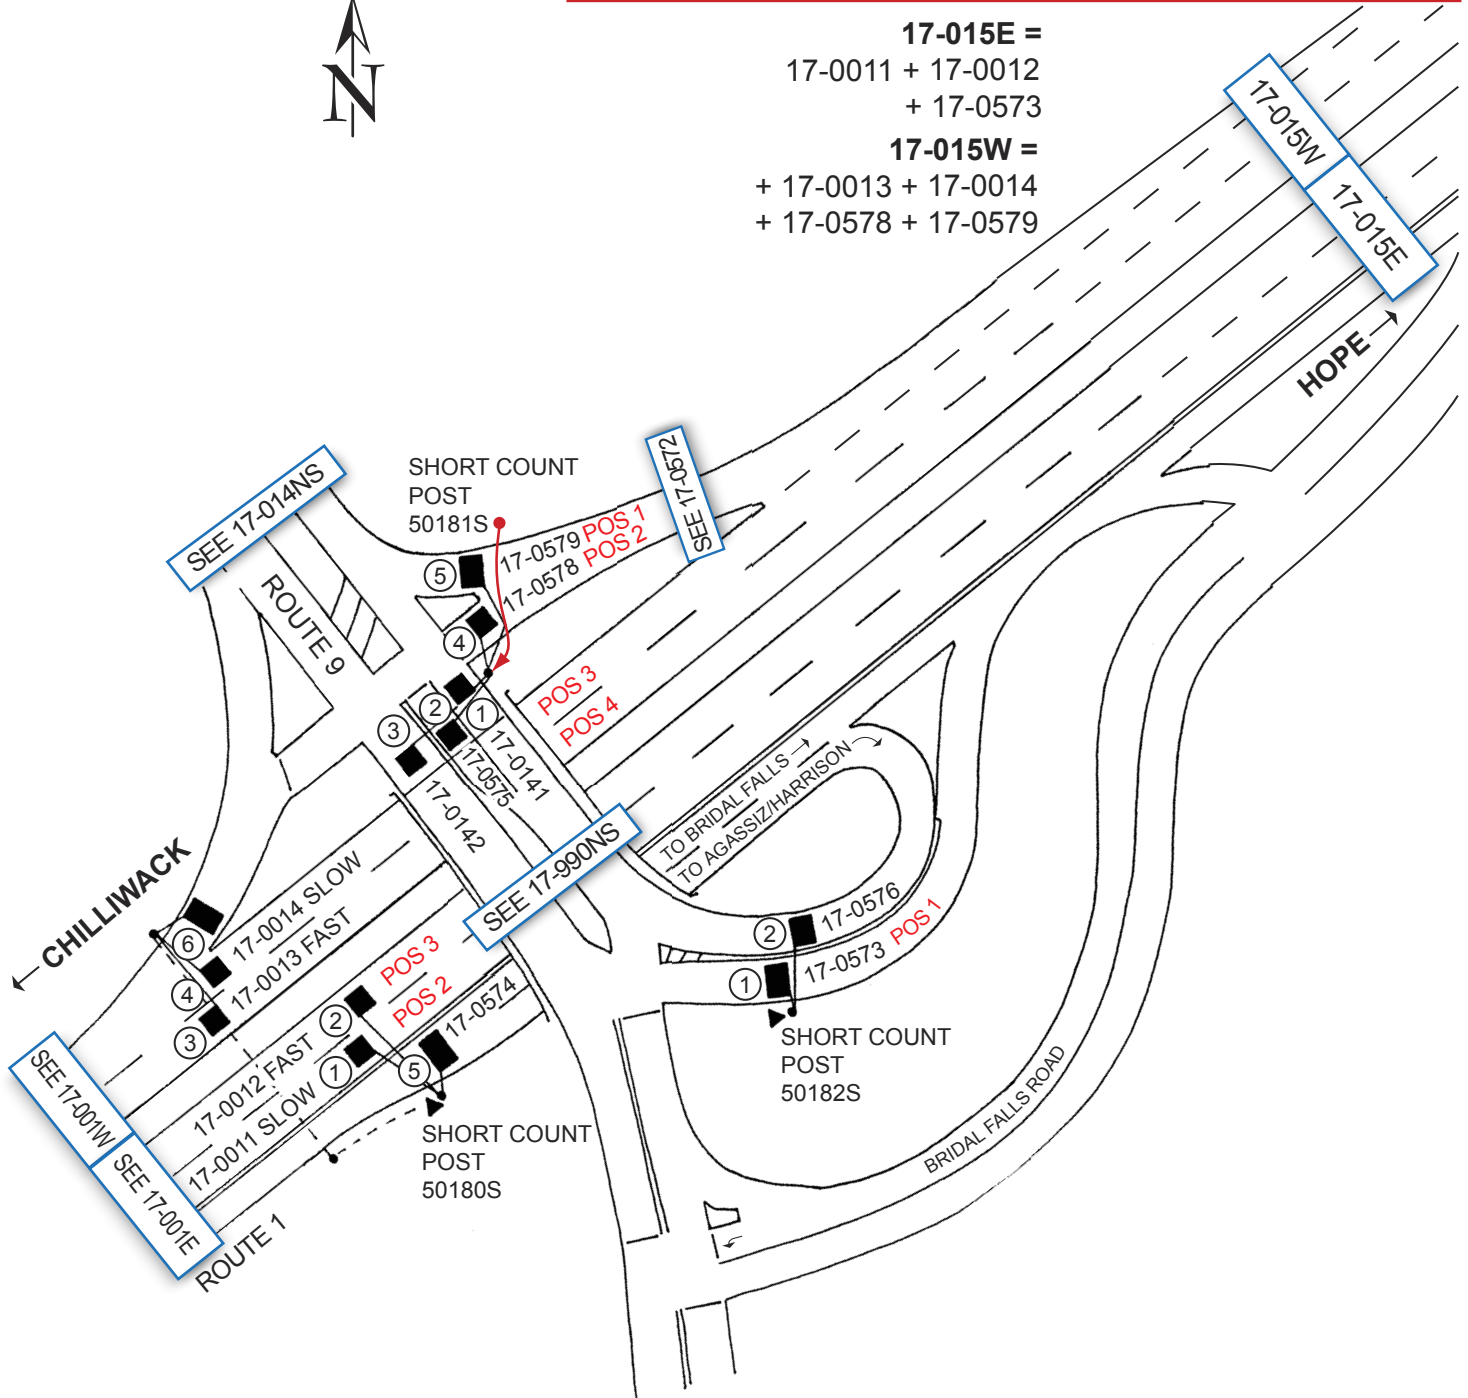 N
17-015E =
17-0011 + 17-0012
+ 17-0573
17-015W =
+ 17-0013 + 17-0014
+ 17-0578 + 17-0579
17-015W
17-015E
HOPE
SHORT COUNT
POST
50181S
SEE 17-0572
SEE 17-014NS
ROUTE 9
17-0579 POS 1
17-0578 POS 2
5
4
3
2
1
17-0141
17-0575
17-0142
POS 3
POS 4
SEE 17-990NS
TO BRIDAL FALLS
TO AGASSIZ/HARRISON
CHILLIWACK
6
4
3
17-0014 SLOW
17-0013 FAST
2
1
5
POS 3
POS 2
17-0574
17-0012 FAST
17-0011 SLOW
SEE 17-001W
SEE 17-001E
ROUTE 1
SHORT COUNT
POST
50180S
2
17-0576
1
17-0573 POS 1
SHORT COUNT
POST
50182S
BRIDAL FALLS ROAD